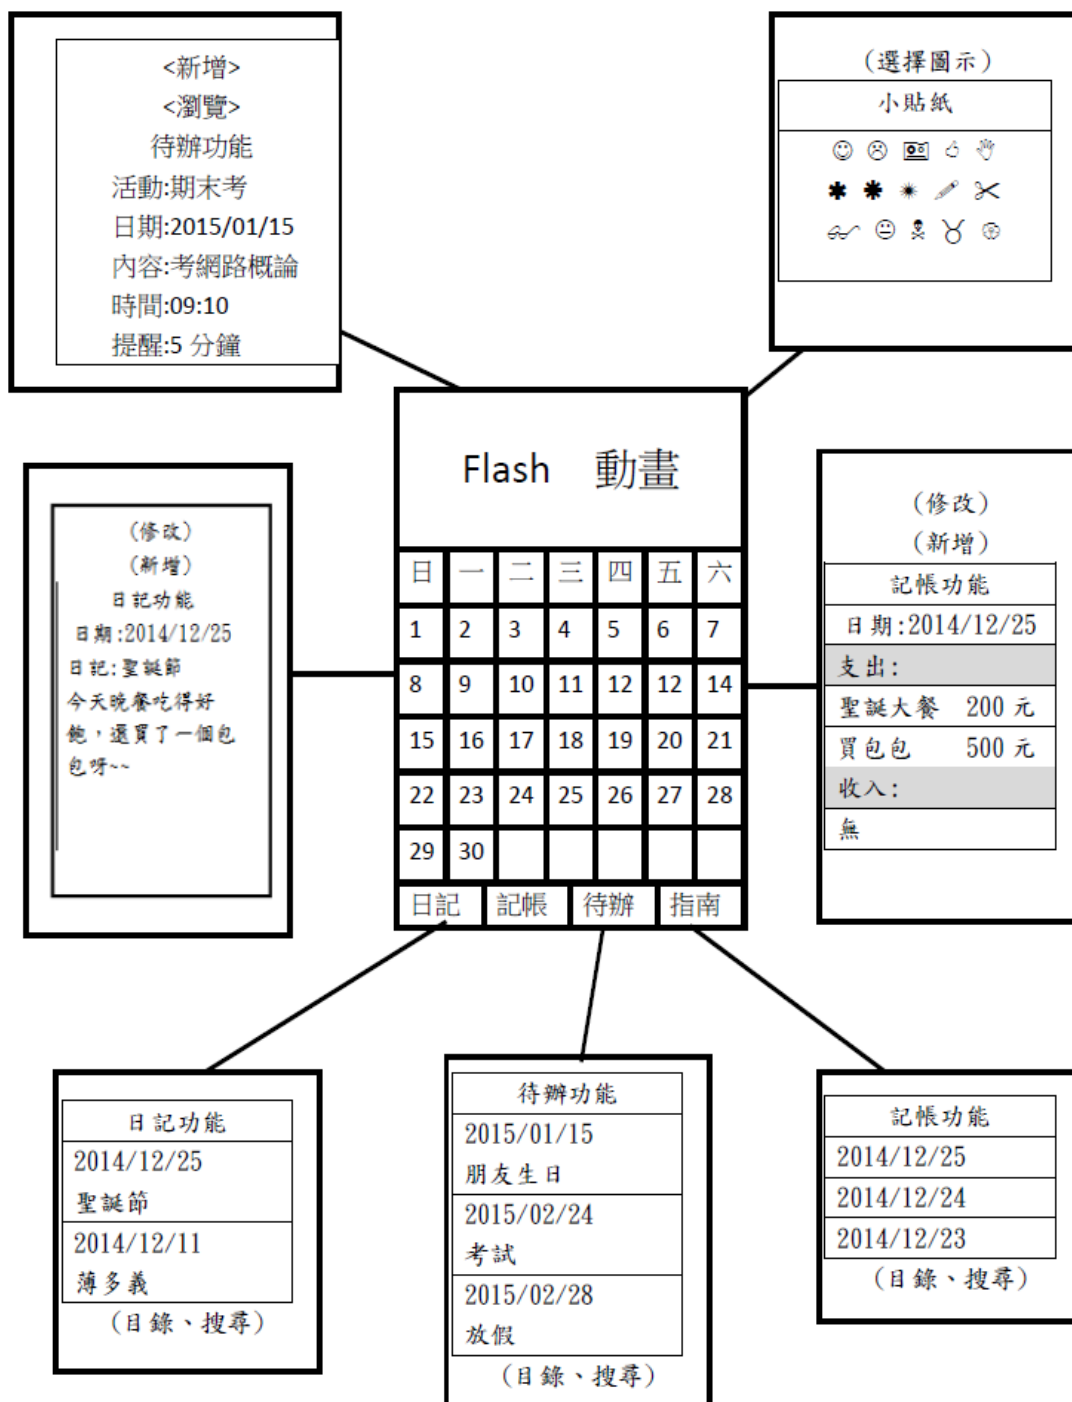 <新增>
<瀏覽>
待辦功能
活動:期末考
日期:2015/01/15
內容:考網路概論
時間:09:10
提醒:5 分鐘
(選擇圖示)
小貼紙
Flash 動畫
日 一 二 三 四 五 六
1 2 3 4 5 6 7
8 9 10 11 12 12 14
15 16 17 18 19 20 21
22 23 24 25 26 27 28
29 30
日記 記帳 待辦 指南
(修改)
(新增)
日記功能
日期:2014/12/25
日記:聖誕節
今天晚餐吃得好
飽，還買了一個包
包呀~~
(修改)
(新增)
記帳功能
日期:2014/12/25
支出:
聖誕大餐 200 元
買包包 500 元
收入:
無
日記功能
2014/12/25
聖誕節
2014/12/11
薄多義
(目錄、搜尋)
待辦功能
2015/01/15
朋友生日
2015/02/24
考試
2015/02/28
放假
(目錄、搜尋)
記帳功能
2014/12/25
2014/12/24
2014/12/23
(目錄、搜尋)